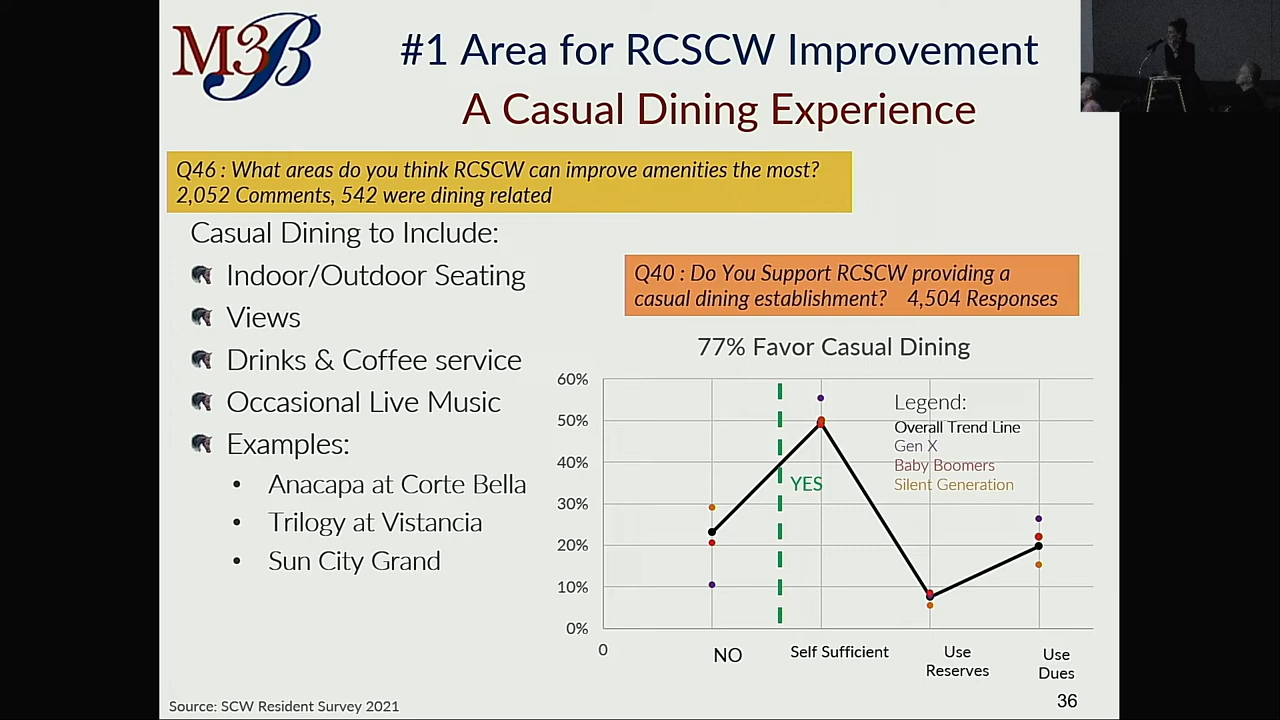 M3B
#1 Area for RCSCW Improvement
A Casual Dining Experience
Q46 : What areas do you think RCSCW can improve amenities the most?
2,052 Comments, 542 were dining related
Casual Dining to Include:
Indoor/Outdoor Seating
Views
Drinks & Coffee service
Occasional Live Music
Examples:
• Anacapa at Corte Bella
• Trilogy at Vistancia
• Sun City Grand
Q40 : Do You Support RCSCW providing a
casual dining establishment? 4,504 Responses
77% Favor Casual Dining
60%
50%
40%
30%
20%
10%
0%
YES
Legend:
Overall Trend Line
Gen X
Baby Boomers
Silent Generation
0
NO
Self Sufficient
Use
Reserves
Use
Dues
Source: SCW Resident Survey 2021
36